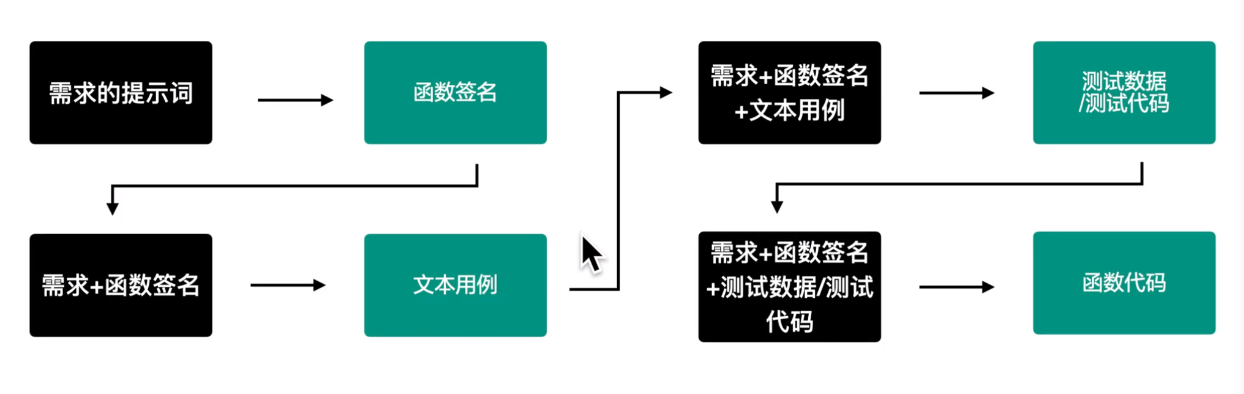 需求的提示词
函数签名
需求+函数签名
文本用例
需求+函数签名
+文本用例
测试数据
/测试代码
需求+函数签名
+测试数据/测试
代码
函数代码